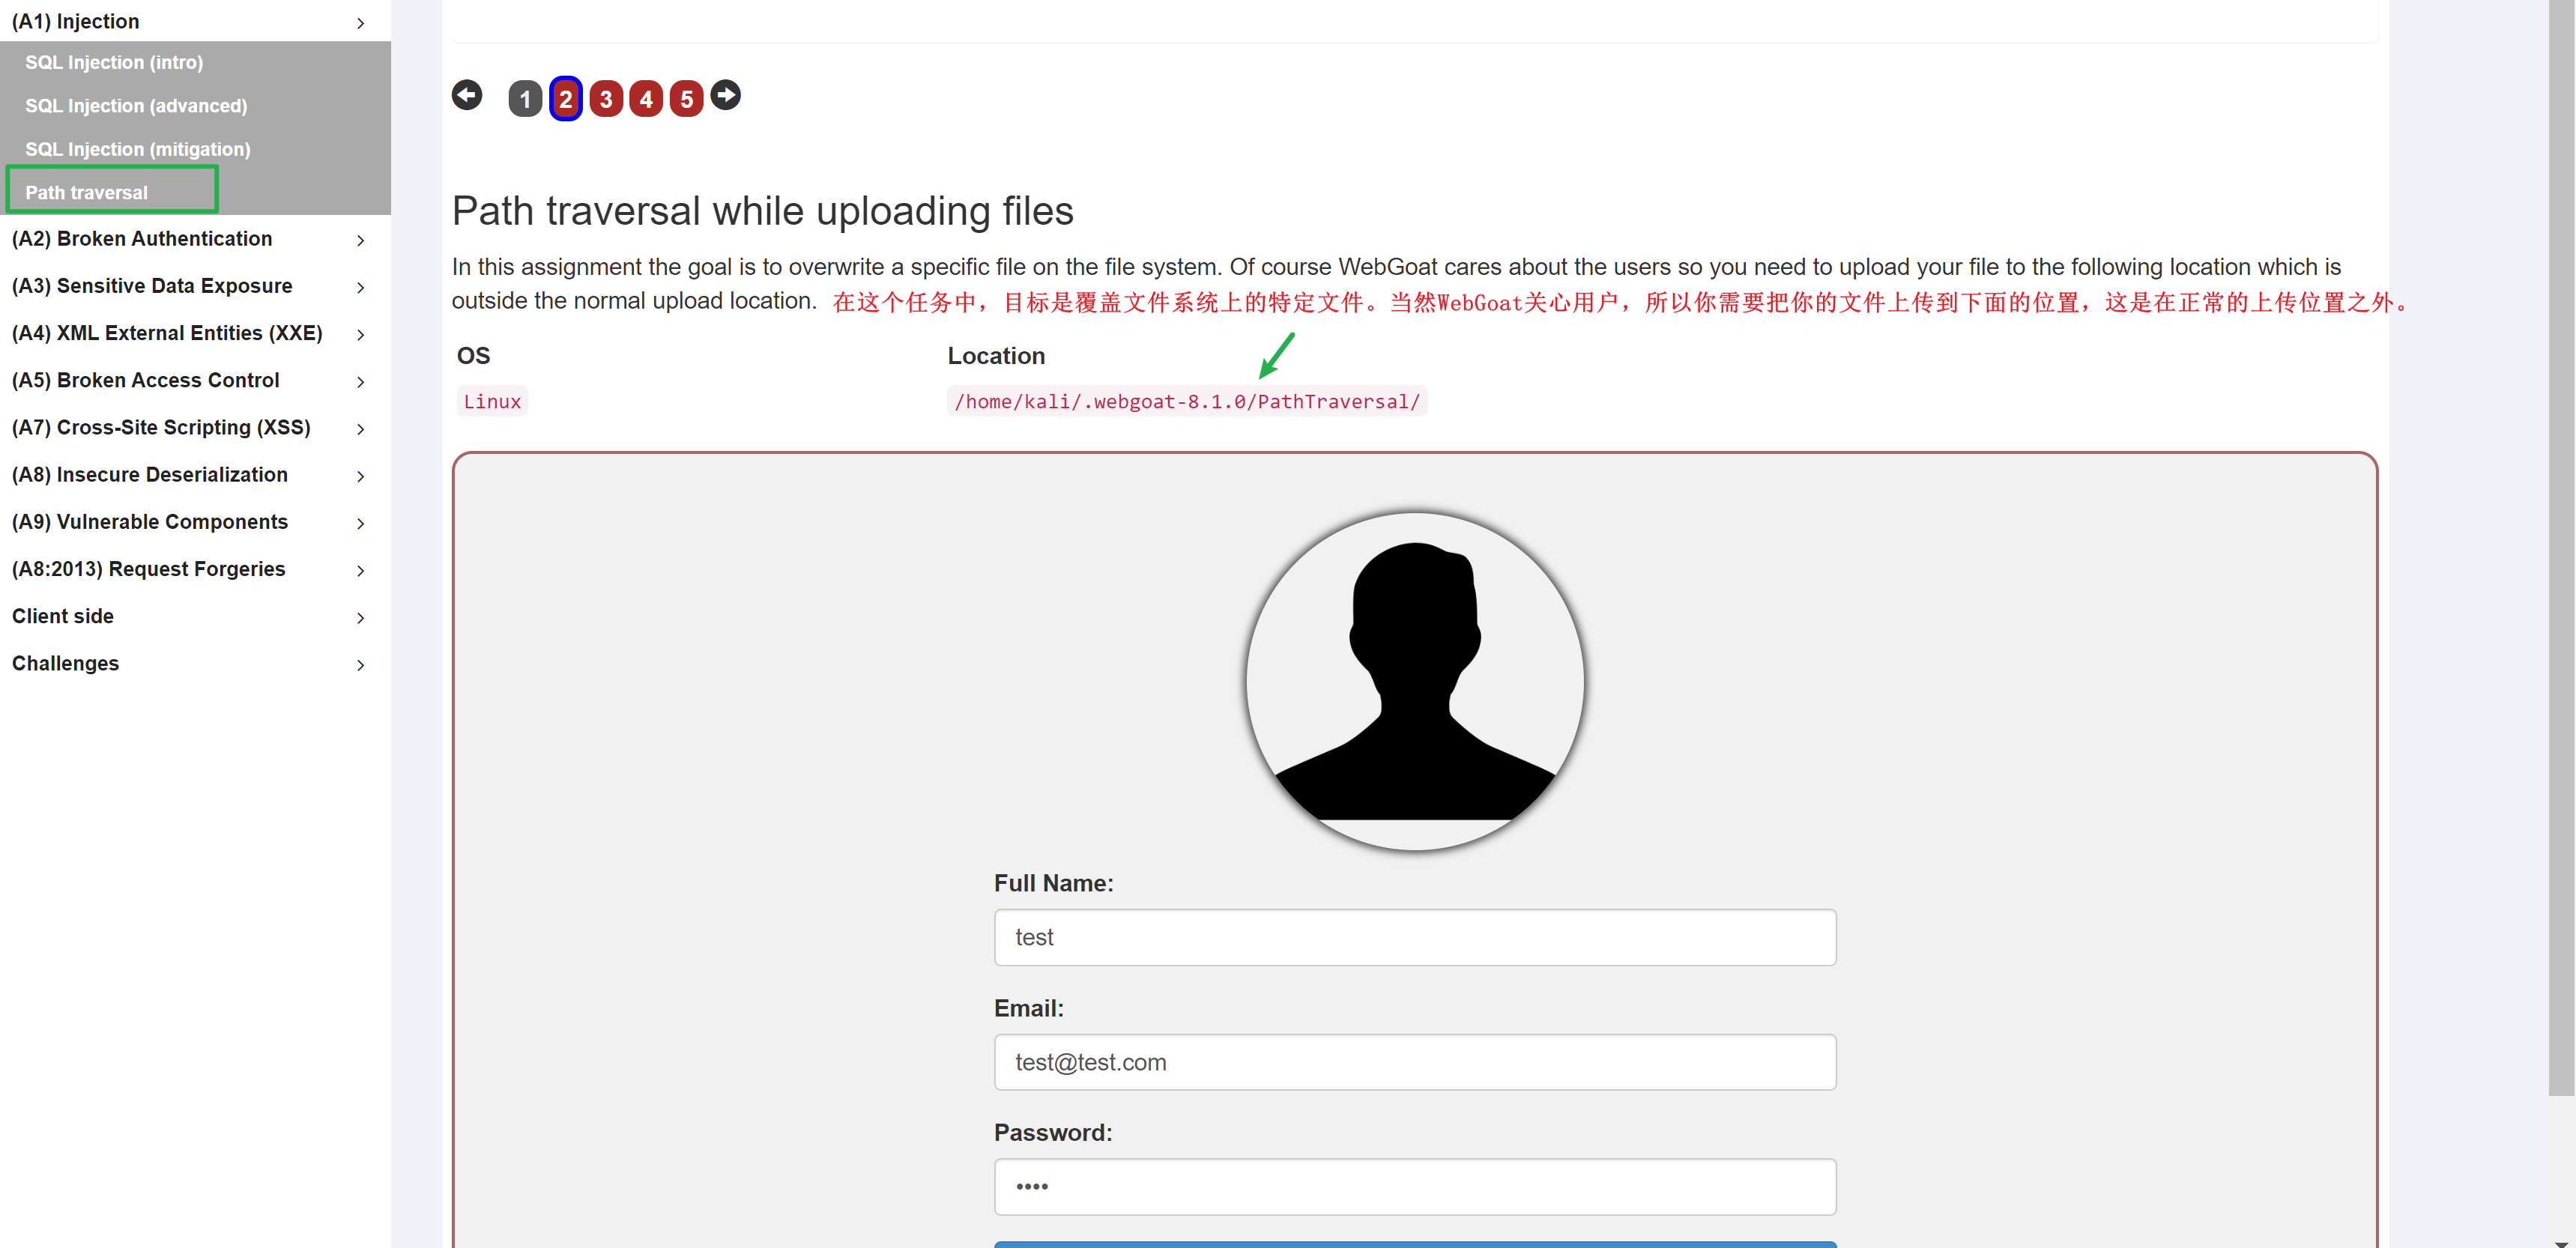 (A1) Injection
SQL Injection (intro)
SQL Injection (advanced)
SQL Injection (mitigation)
Path traversal
(A2) Broken Authentication
(A3) Sensitive Data Exposure
(A4) XML External Entities (XXE)
(A5) Broken Access Control
(A7) Cross-Site Scripting (XSS)
(A8) Insecure Deserialization
(A9) Vulnerable Components
(A8:2013) Request Forgeries
Client side
Challenges
1 2 3 4 5
Path traversal while uploading files
In this assignment the goal is to overwrite a specific file on the file system. Of course WebGoat cares about the users so you need to upload your file to the following location which is
outside the normal upload location. 在这个任务中，目标是覆盖文件系统上的特定文件。当然WebGoat关心用户，所以你需要把你的文件上传到下面的位置，这是在正常的上传位置之外。
OS Location
Linux /home/kali/.webgoat-8.1.0/PathTraversal/
Full Name:
test
Email:
test@test.com
Password:
••••